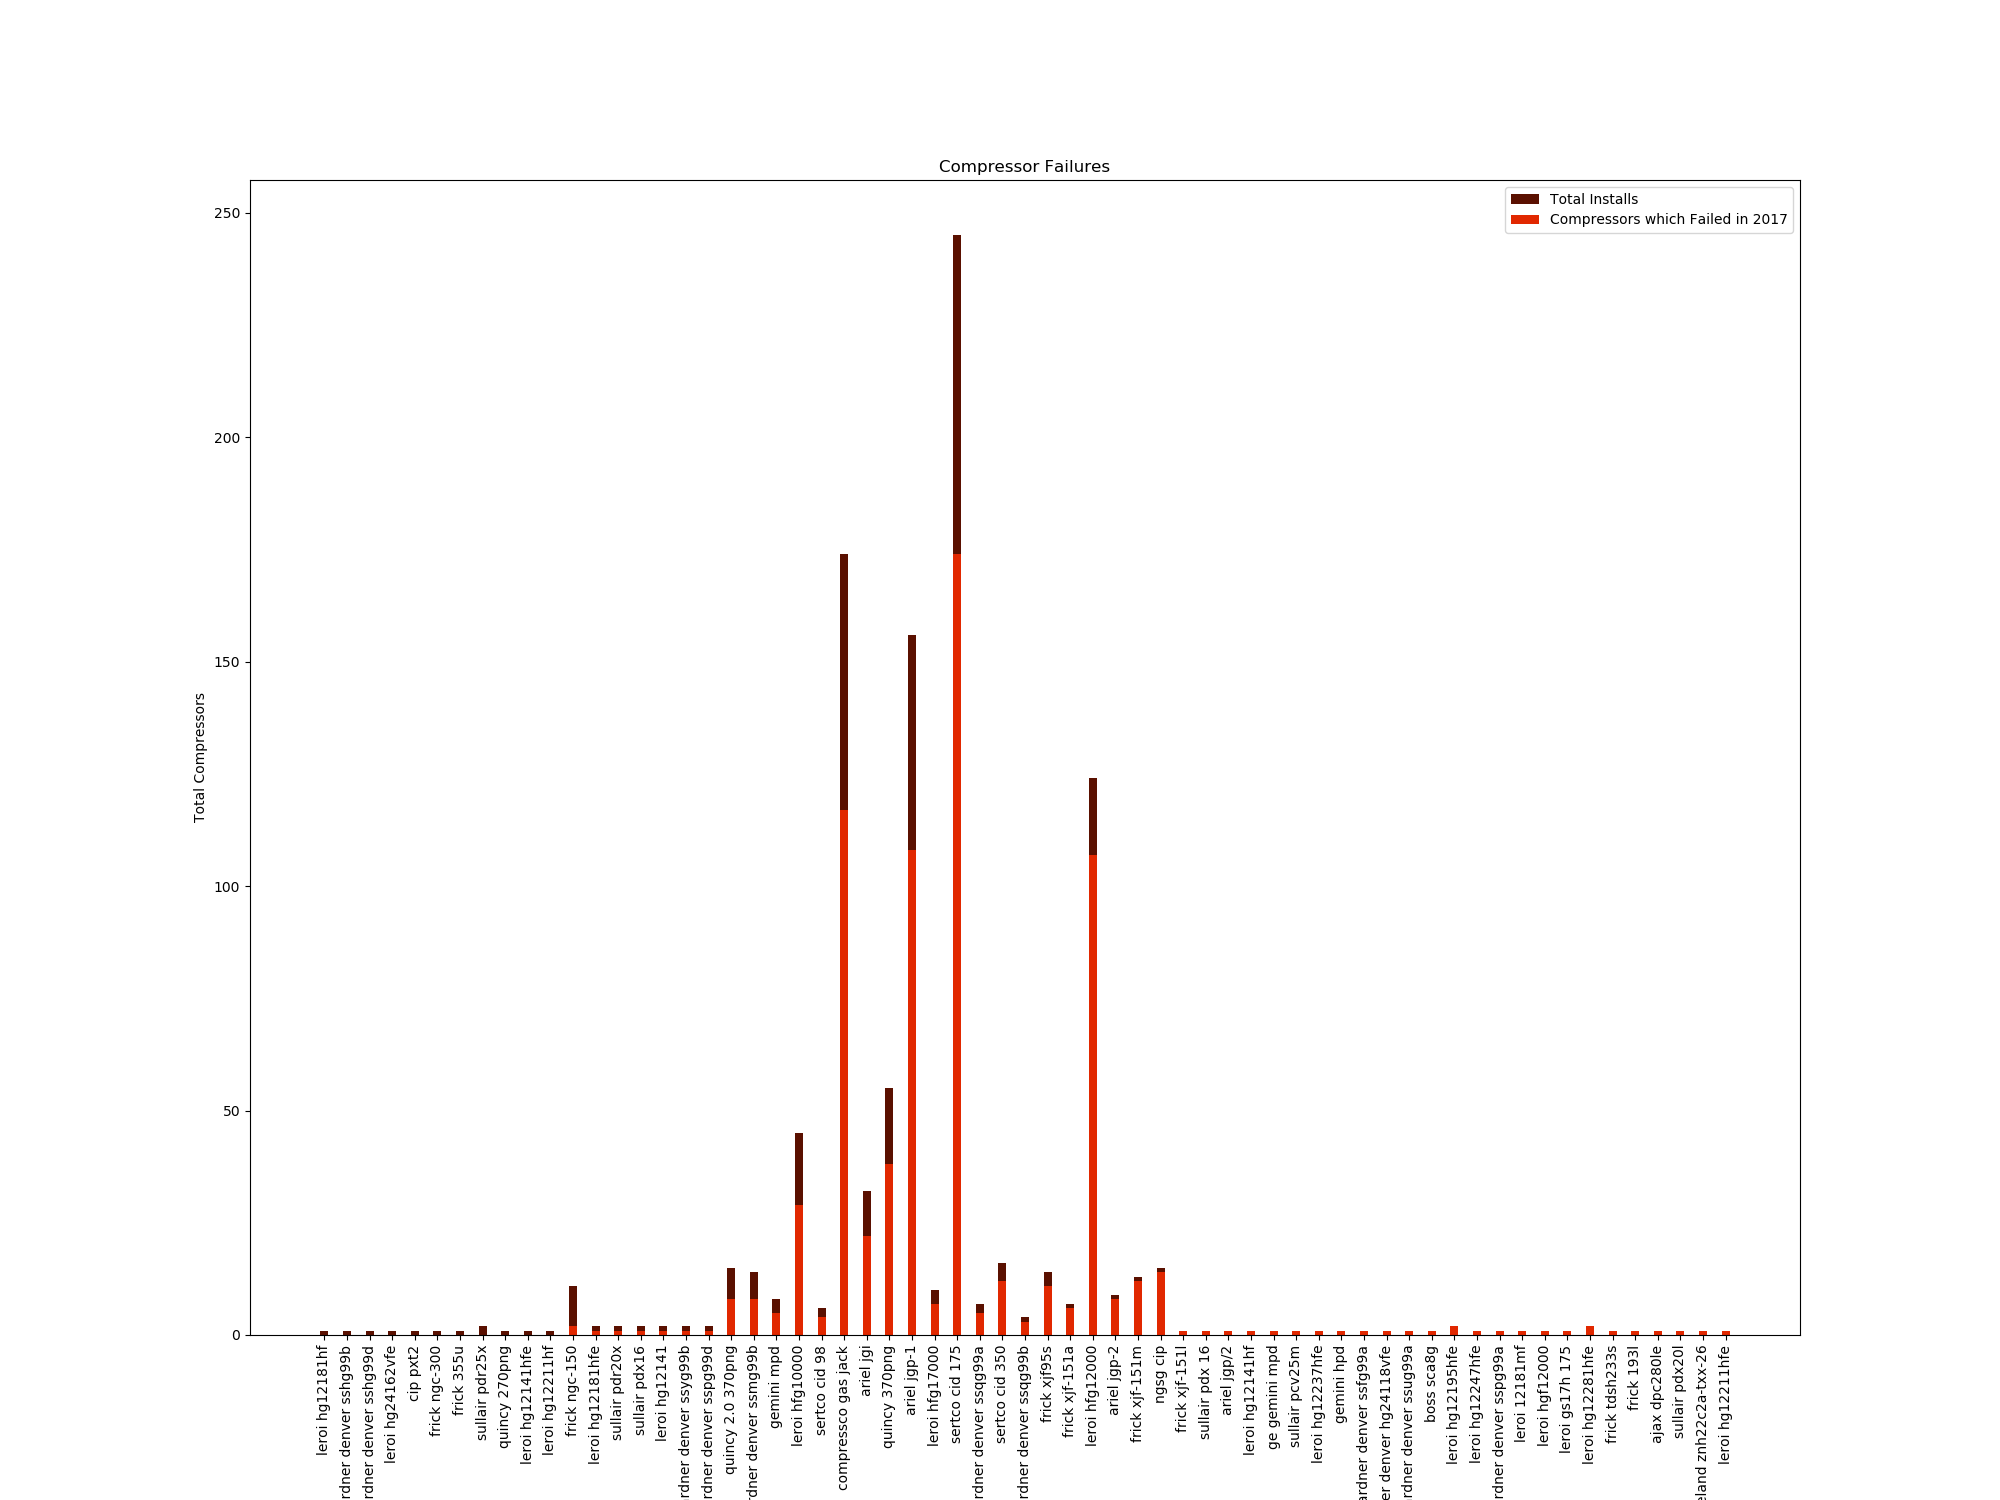 Compressor Failures
Total Installs
Compressors which Failed in 2017
250
200
150
100
50
0
Total Compressors
leroi hg12181hf
rdner denver sshg99b
rdner denver sshg99d
leroi hg24162vfe
cip pxt2
frick ngc-300
frick 355u
sullair pdr25x
quincy 270png
leroi hg12141hfe
leroi hg12211hf
frick ngc-150
leroi hg12181hfe
sullair pdr20x
sullair pdx16
leroi hg12141
rdner denver ssyg99b
rdner denver sspg99d
quincy 2.0 370png
rdner denver ssmg99b
gemini mpd
leroi hfg10000
sertco cid 98
compressco gas jack
ariel jgi
quincy 370png
ariel jgp-1
leroi hfg17000
sertco cid 175
rdner denver ssqg99a
sertco cid 350
rdner denver ssqg99b
frick xjf95s
frick xjf-151a
leroi hfg12000
ariel jgp-2
frick xjf-151m
ngsg cip
frick xjf-151l
sullair pdx 16
ariel jgp/2
leroi hg12141hf
ge gemini mpd
sullair pcv25m
leroi hg12237hfe
gemini hpd
ardner denver ssfg99a
er denver hg24118vfe
ardner denver ssug99a
boss sca8g
leroi hg12195hfe
leroi hg12247hfe
rdner denver sspg99a
leroi 12181mf
leroi hgf12000
leroi gs17h 175
leroi hg12281hfe
frick tdsh233s
frick 193l
ajax dpc280le
sullair pdx20l
eland znh22c2a-txx-26
leroi hg12211hfe